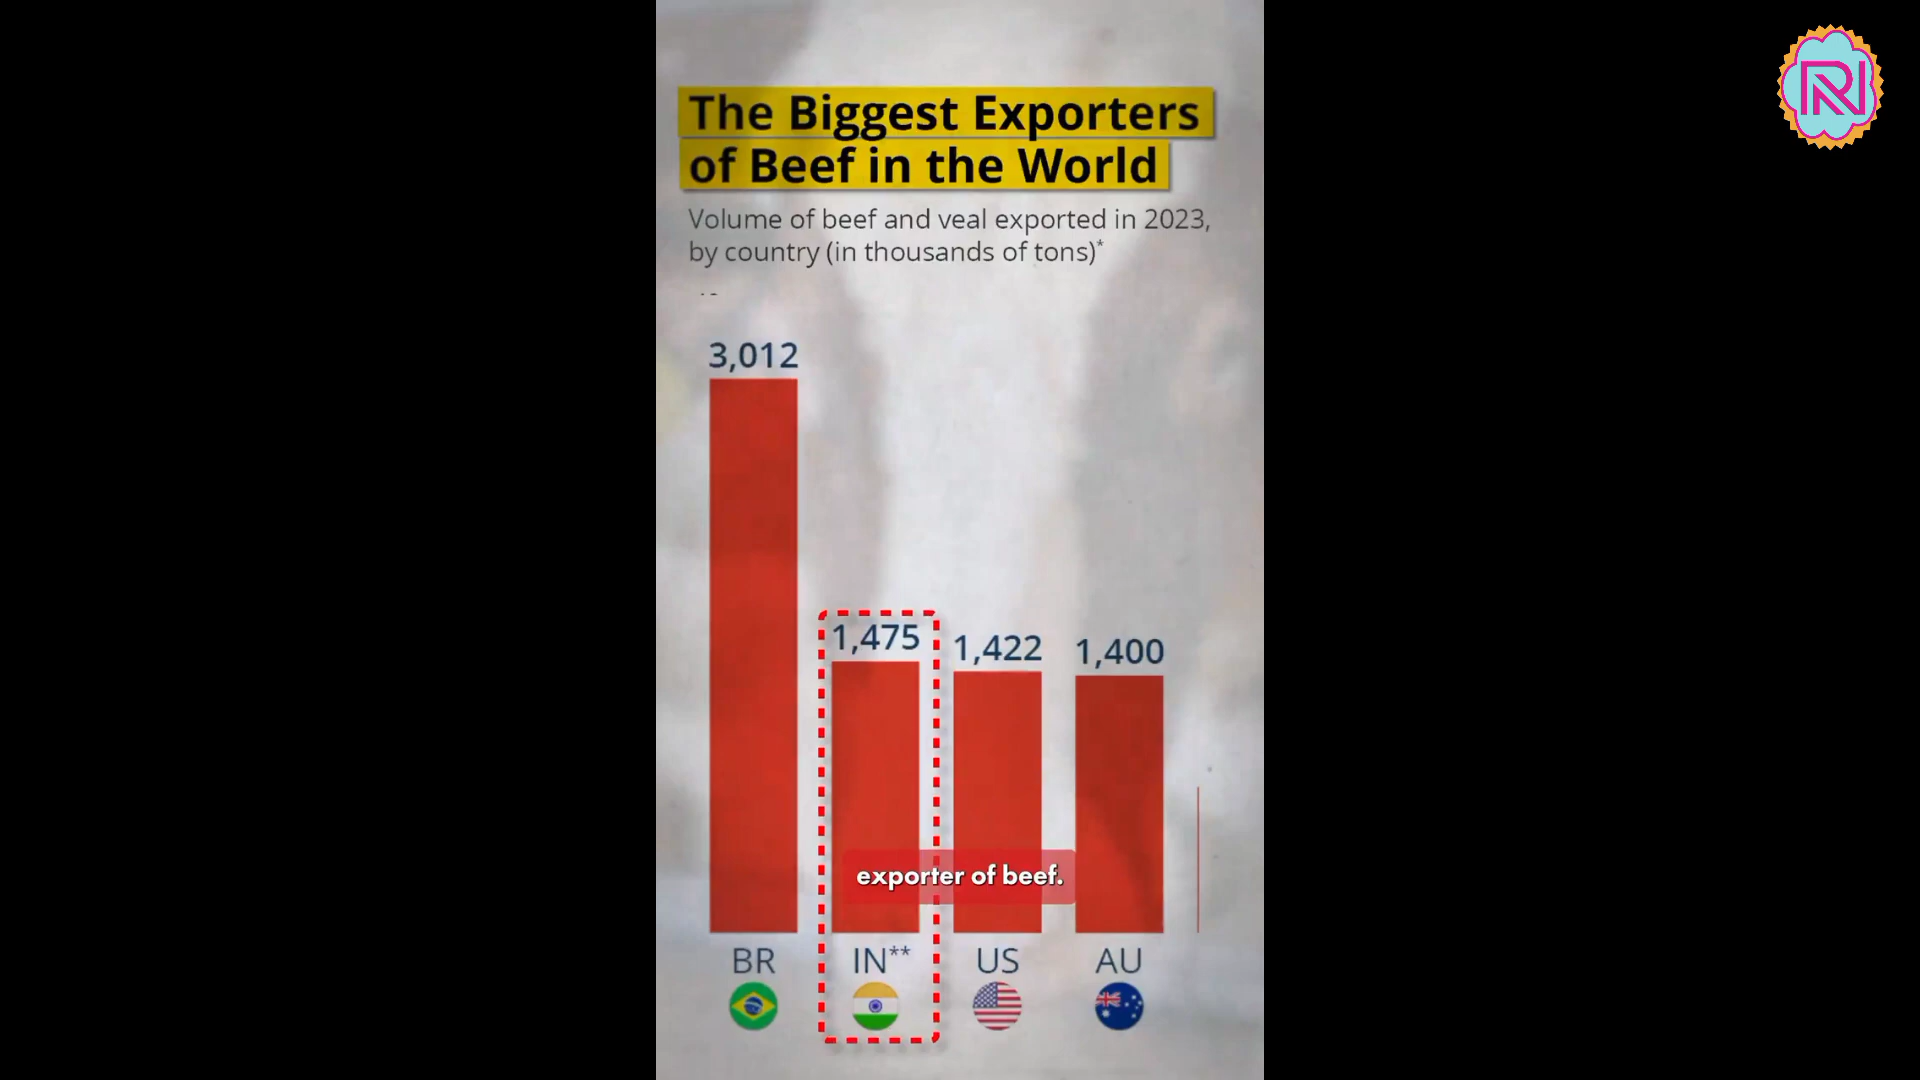 The Biggest Exporters
of Beef in the World
Volume of beef and veal exported in 2023,
by country (in thousands of tons)*
3,012
1,475
1,422
1,400
exporter of beef.
BR
IN**
US
AU